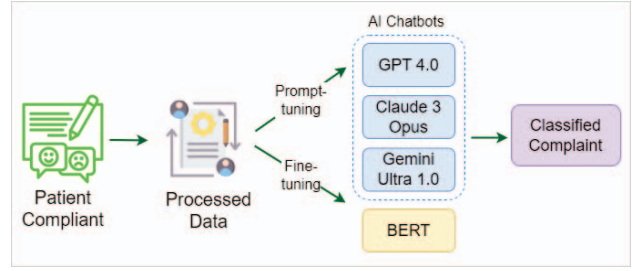 AI Chatbots
GPT 4.0
Prompt-
tuning
Claude 3
Opus
Classified
Complaint
Fine-
tuning
Gemini
Ultra 1.0
Patient
Compliant
Processed
Data
BERT